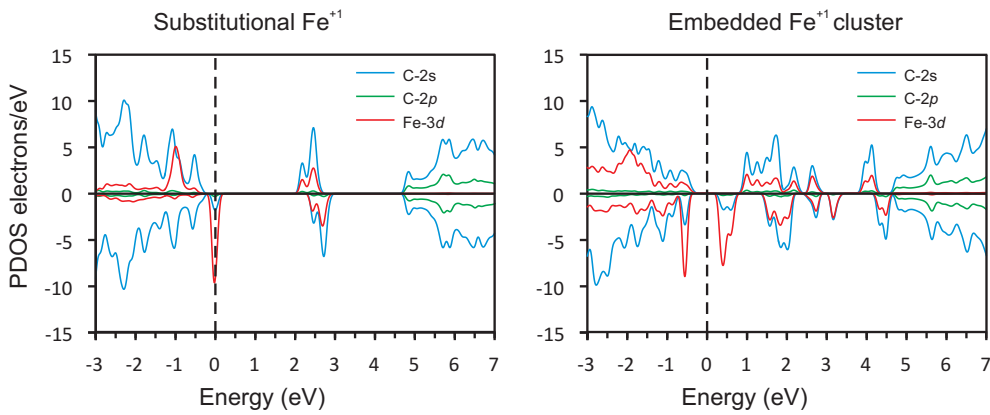 Substitutional Fe+1
PDOS electrons/eV
15
10
5
0
-5
-10
-15
C-2s
C-2p
Fe-3d
-3 -2 -1 0 1 2 3 4 5 6 7
Energy (eV)
Embedded Fe+1 cluster
15
10
5
0
-5
-10
-15
C-2s
C-2p
Fe-3d
-3 -2 -1 0 1 2 3 4 5 6 7
Energy (eV)